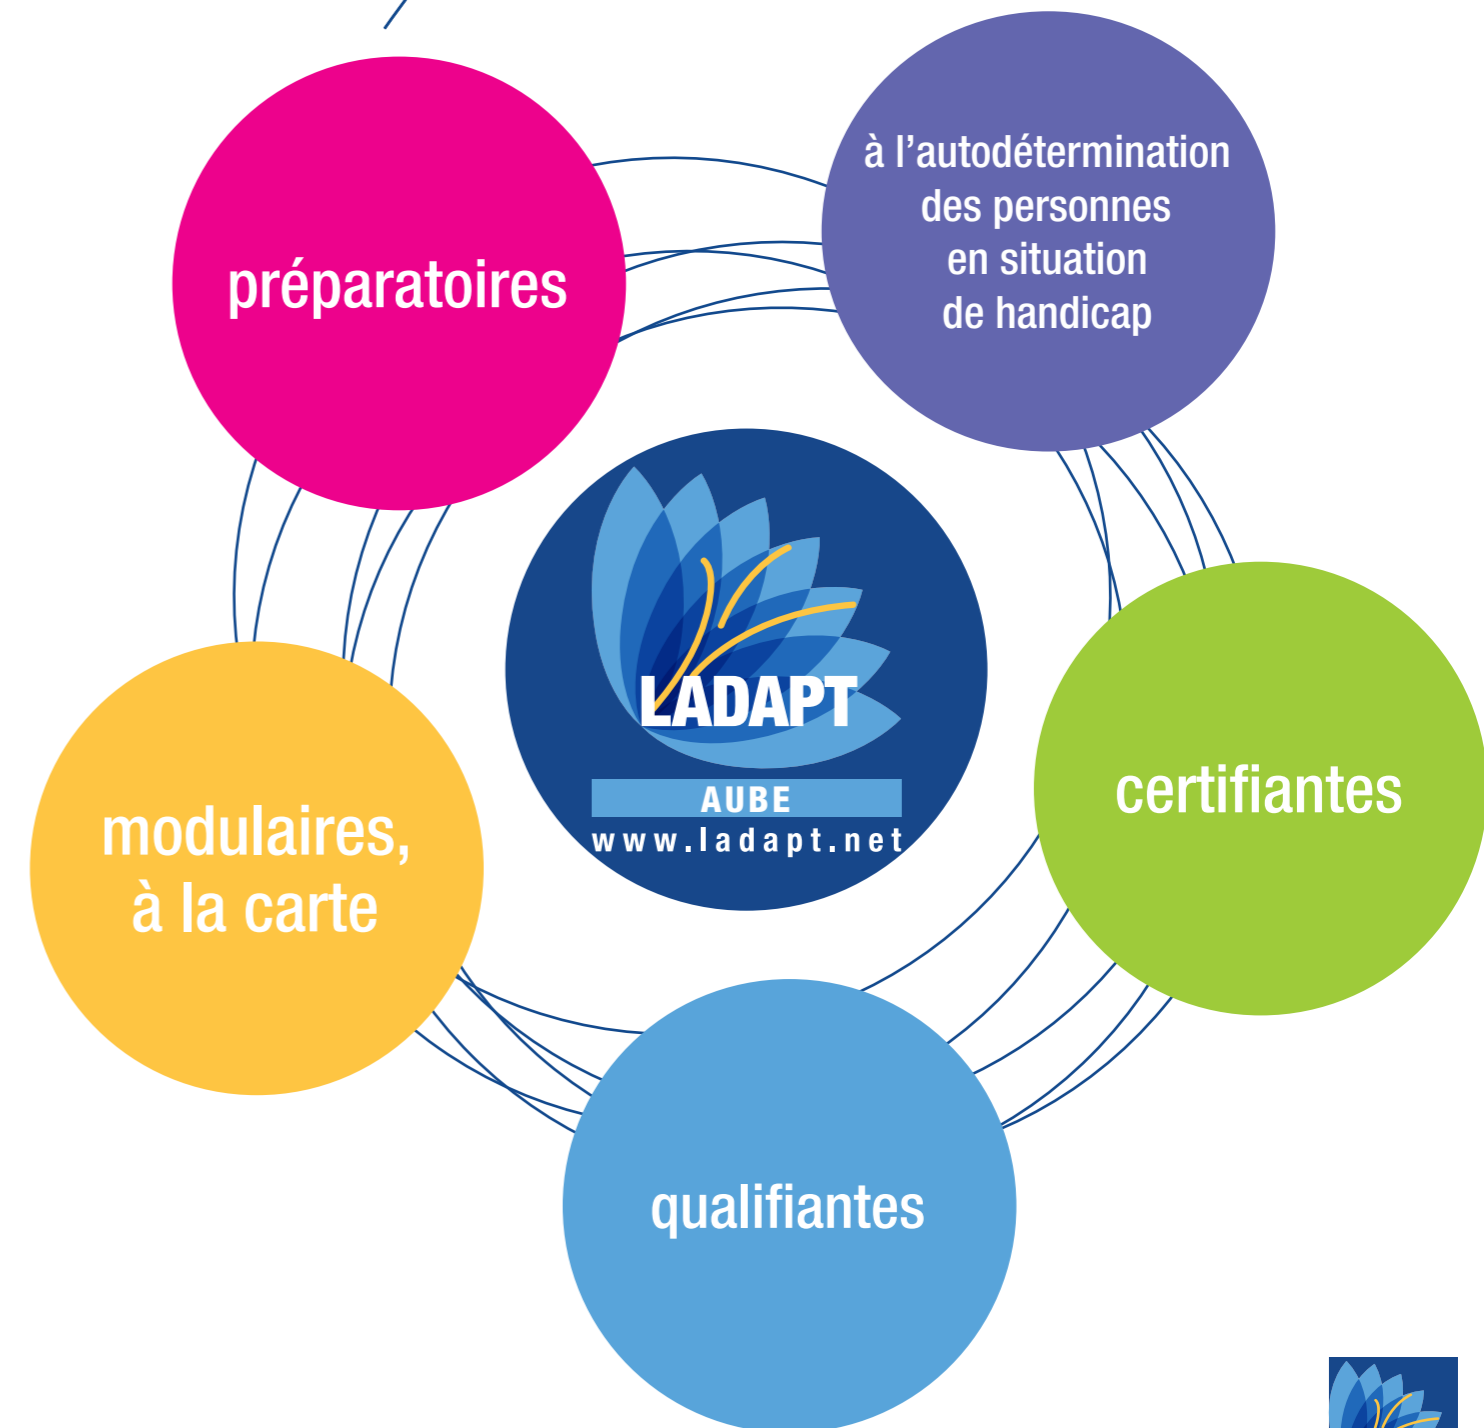 préparatoires
à l'autodétermination
des personnes
en situation
de handicap
LADAPT
AUBE
www.ladapt.net
certifiantes
modulaires,
à la carte
qualifiantes